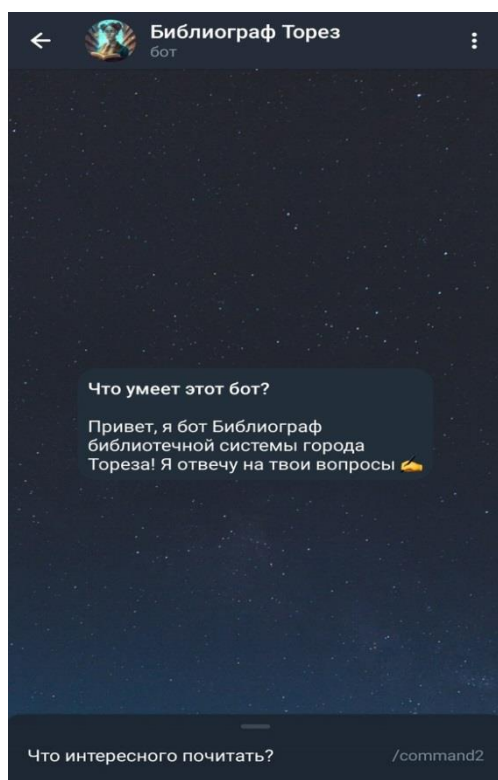 Библиограф Торез
бот
Что умеет этот бот?
Привет, я бот Библиограф
библиотечной системы города
Тореза! Я отвечу на твои вопросы ✍️
Что интересного почитать? /command2